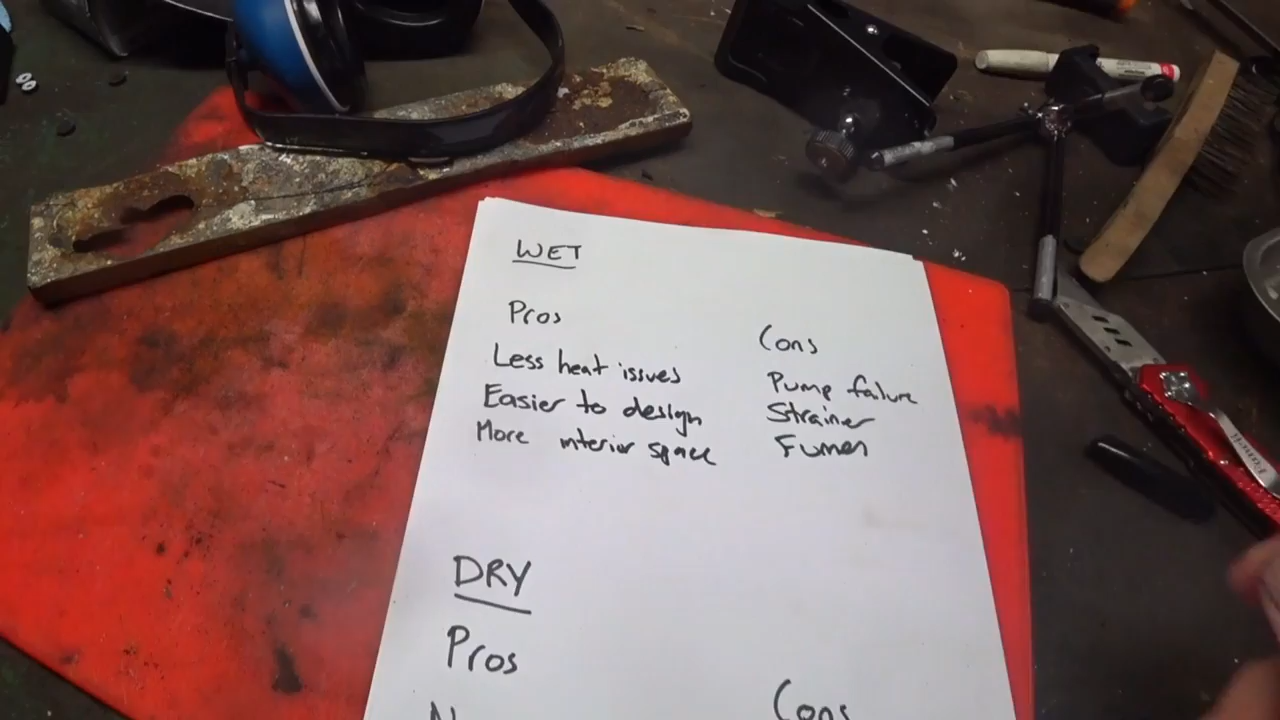 WET
Pros
Cons
Less heat issues
Pump failure
Easier to design
Strainer
More interior space
Fumes
DRY
Pros
Cons